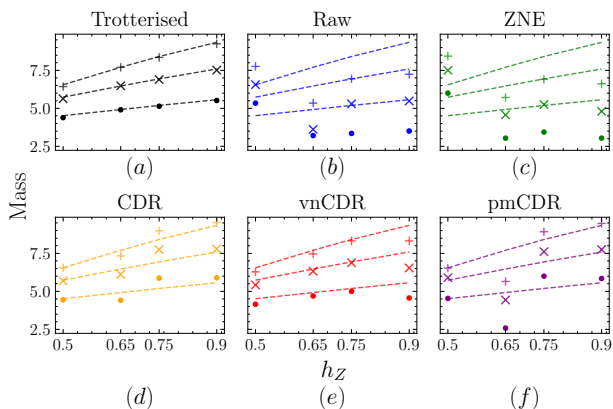 Trotterised Raw ZNE
7.5
5.0
2.5
(a) (b) (c)
Mass
CDR vnCDR pmCDR
7.5
5.0
2.5
0.5 0.65 0.75 0.9 0.5 0.65 0.75 0.9 0.5 0.65 0.75 0.9
h_Z
(d) (e) (f)